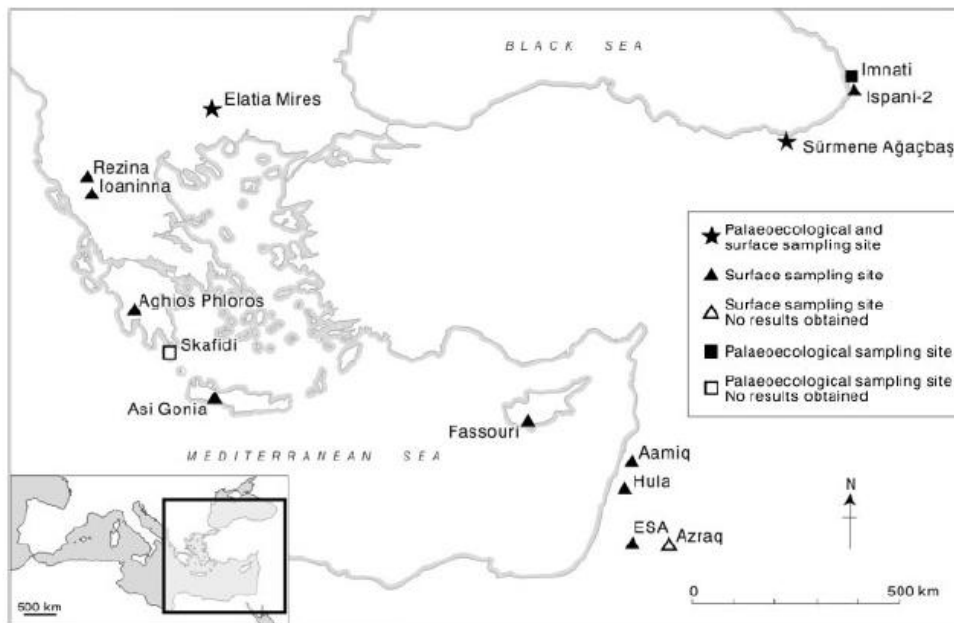 BLACK SEA
Imnati
Ispani-2
Elatia Mires
Sürmene Ağaçbaş
Rezina
Ioaninna
Palaeoecological and
surface sampling site
Surface sampling site
Surface sampling site
No results obtained
Palaeoecological sampling site
Palaeoecological sampling site
No results obtained
Aghios Phloros
Skafidi
Asi Gonia
Fassouri
MEDITERRANEAN SEA
Aamiq
Hula
N
ESA
Azraq
500 km
0 500 km